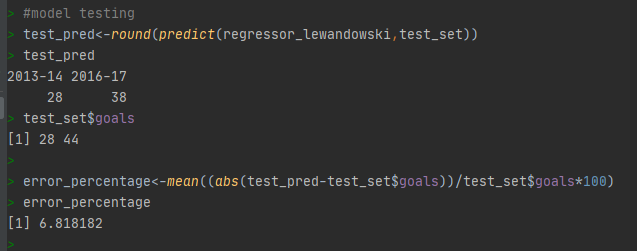 > #model testing
> test_pred<-round(predict(regressor_lewandowski,test_set))
> test_pred
2013-14 2016-17
     28      38
> test_set$goals
[1] 28 44
>
> error_percentage<-mean((abs(test_pred-test_set$goals))/test_set$goals*100)
> error_percentage
[1] 6.818182
>